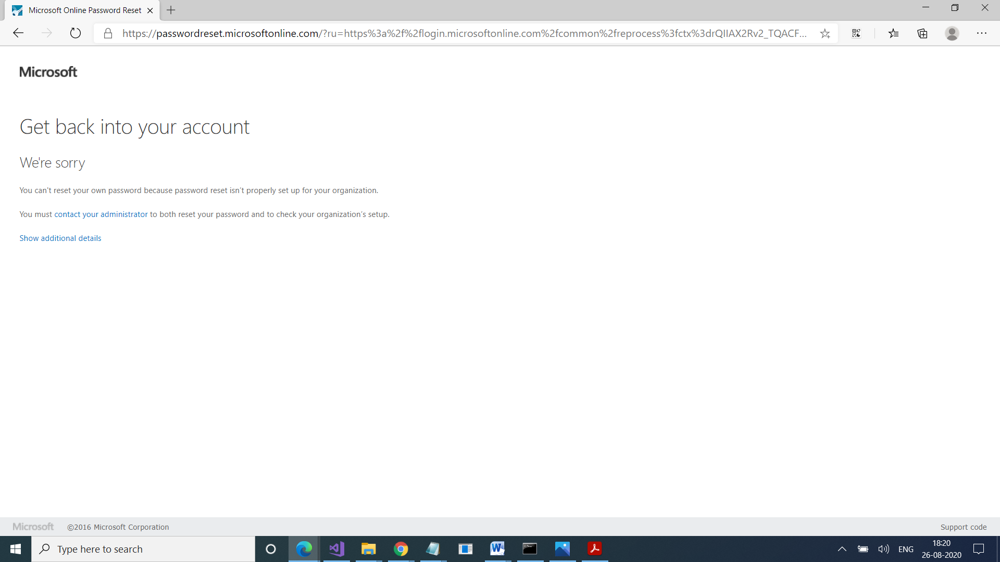 Microsoft Online Password Reset
https://passwordreset.microsoftonline.com/?ru=https%3a%2f%2flogin.microsoftonline.com%2fcommon%2freprocess%3fctx%3drQIIAX2Rv2_TQACF...
Microsoft
Get back into your account
We're sorry
You can't reset your own password because password reset isn't properly set up for your organization.
You must contact your administrator to both reset your password and to check your organization's setup.
Show additional details
Microsoft ©2016 Microsoft Corporation Support code
Type here to search
ENG
18:20
26-08-2020